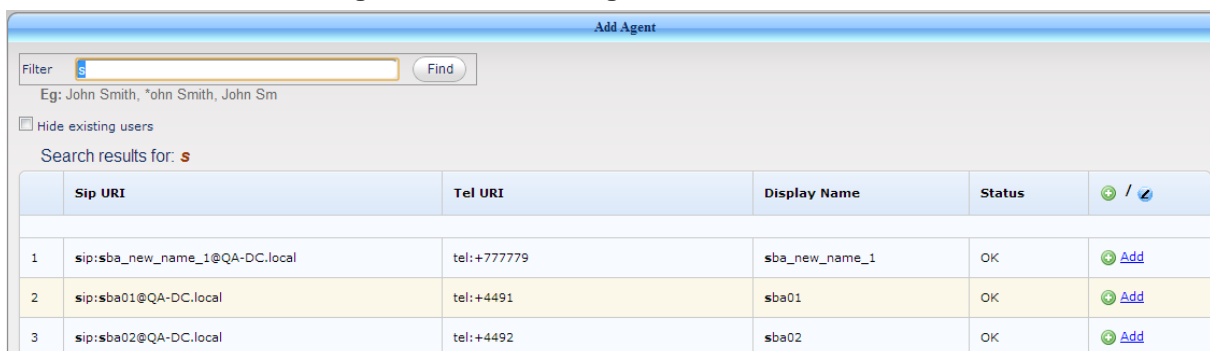 Add Agent
Filter s Find
Eg: John Smith, *ohn Smith, John Sm
Hide existing users
Search results for: s
Sip URI Tel URI Display Name Status /
1 sip:sba_new_name_1@QA-DC.local tel:+777779 sba_new_name_1 OK Add
2 sip:sba01@QA-DC.local tel:+4491 sba01 OK Add
3 sip:sba02@QA-DC.local tel:+4492 sba02 OK Add